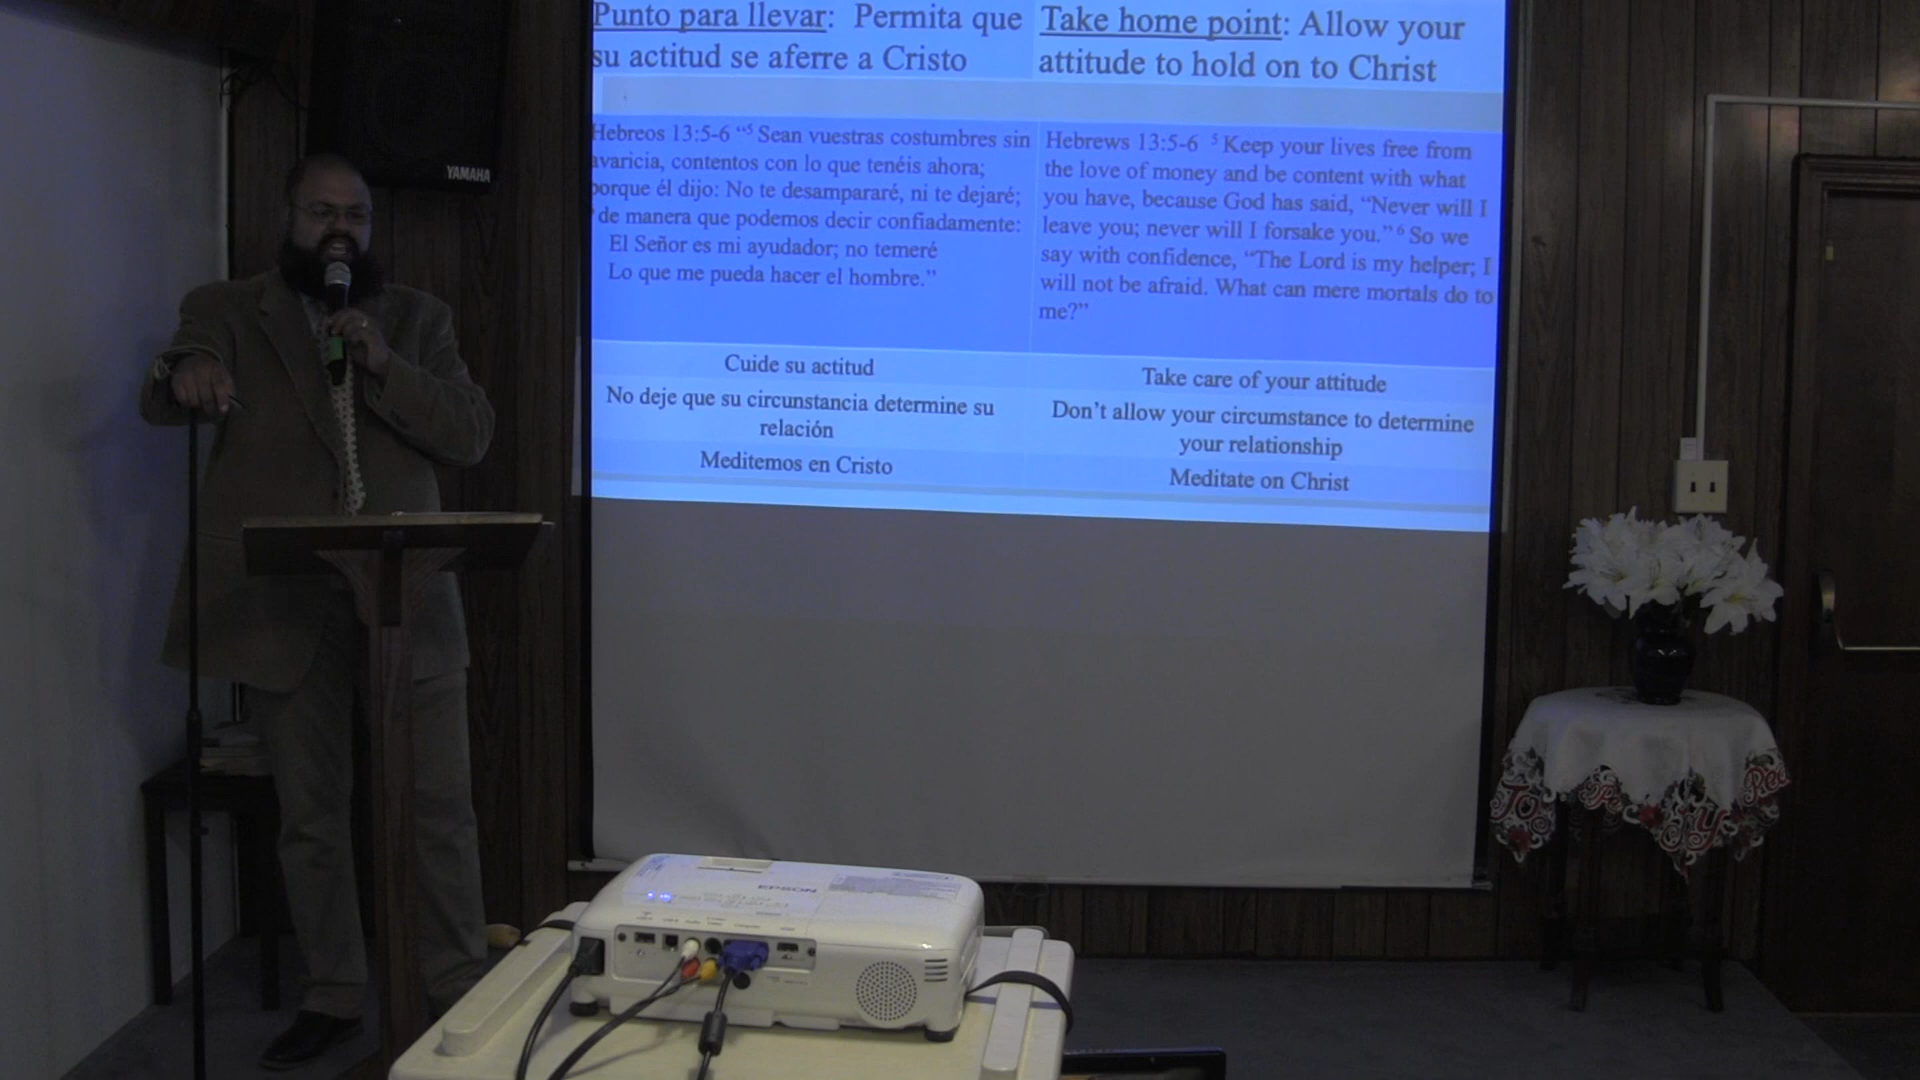 Punto para llevar: Permita que
su actitud se aferre a Cristo
Take home point: Allow your
attitude to hold on to Christ
Hebreos 13:5-6 “⁵ Sean vuestras costumbres sin
avaricia, contentos con lo que tenéis ahora;
porque él dijo: No te desampararé, ni te dejaré;
⁶ de manera que podemos decir confiadamente:
El Señor es mi ayudador; no temeré
Lo que me pueda hacer el hombre.”
Hebrews 13:5-6 ⁵ Keep your lives free from
the love of money and be content with what
you have, because God has said, “Never will I
leave you; never will I forsake you.” ⁶ So we
say with confidence, “The Lord is my helper; I
will not be afraid. What can mere mortals do to
me?”
Cuide su actitud
No deje que su circunstancia determine su
relación
Meditemos en Cristo
Take care of your attitude
Don’t allow your circumstance to determine
your relationship
Meditate on Christ
YAMAHA
EPSON